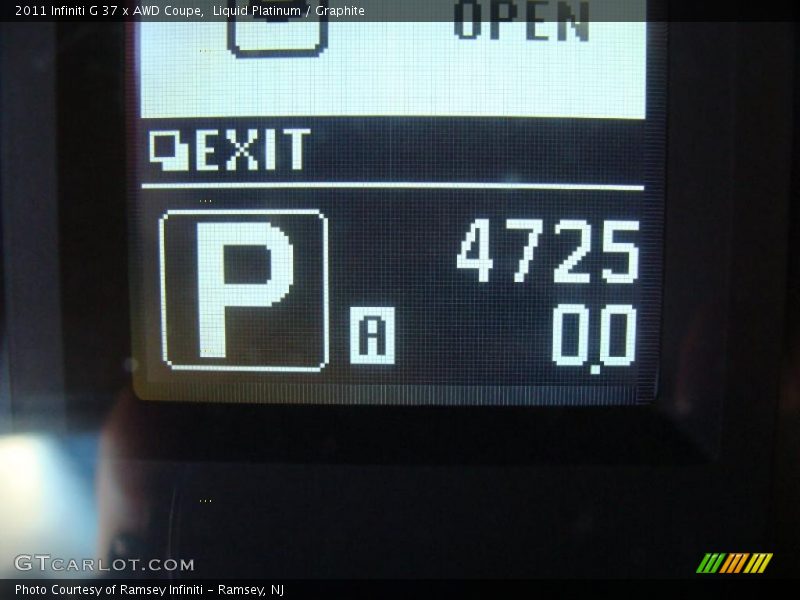 2011 Infiniti G 37 x AWD Coupe,  Liquid Platinum / Graphite
OPEN
EXIT
P
4725
A
0.0
GTCARLOT.COM
Photo Courtesy of Ramsey Infiniti - Ramsey, NJ